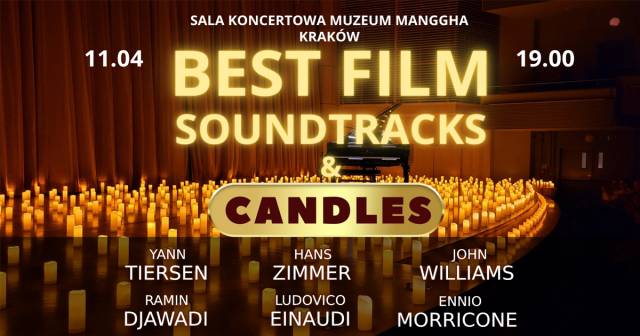 SALA KONCERTOWA MUZEUM MANGGHA
KRAKÓW
11.04
19.00
BEST FILM
SOUNDTRACKS
&
CANDLES
YANN
TIERSEN
HANS
ZIMMER
JOHN
WILLIAMS
RAMIN
DJAWADI
LUDOVICO
EINAUDI
ENNIO
MORRICONE